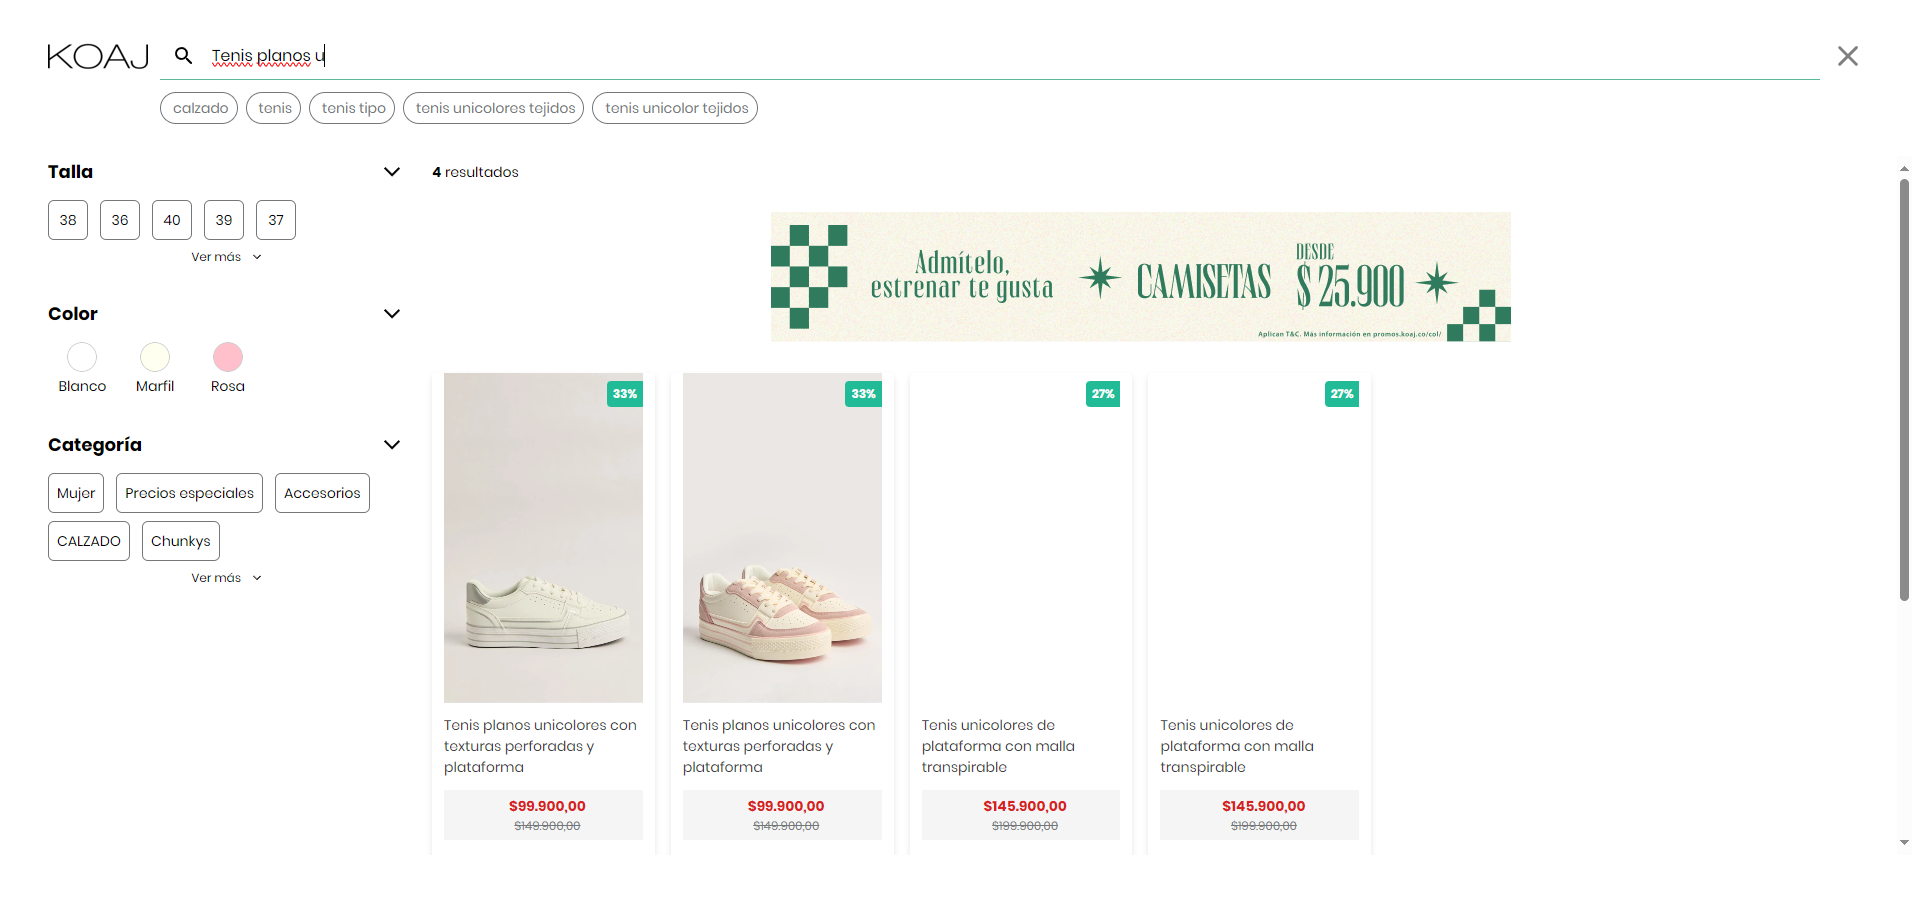 KOAJ
Tenis planos u
calzado
tenis
tenis tipo
tenis unicolores tejidos
tenis unicolor tejidos
Talla
38
36
40
39
37
Ver más
Color
Blanco
Marfil
Rosa
Categoría
Mujer
Precios especiales
Accesorios
CALZADO
Chunkys
Ver más
4 resultados
Admítelo,
estrenar te gusta
CAMISETAS
DESDE
$ 25.900
Aplican T&C. Más información en promos.koaj.co/col/
33%
Tenis planos unicolores con
texturas perforadas y
plataforma
$99.900,00
$149.900,00
33%
Tenis planos unicolores con
texturas perforadas y
plataforma
$99.900,00
$149.900,00
27%
Tenis unicolores de
plataforma con malla
transpirable
$145.900,00
$199.900,00
27%
Tenis unicolores de
plataforma con malla
transpirable
$145.900,00
$199.900,00